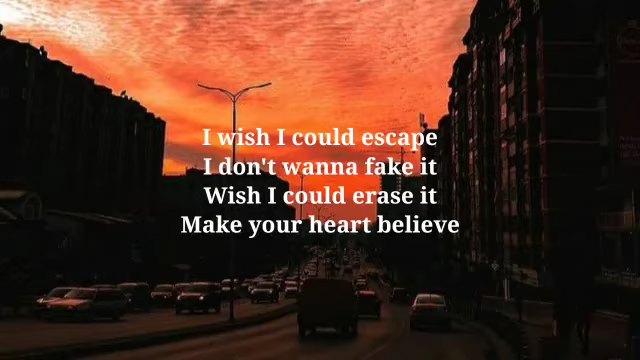 I wish I could escape
I don't wanna fake it
Wish I could erase it
Make your heart believe